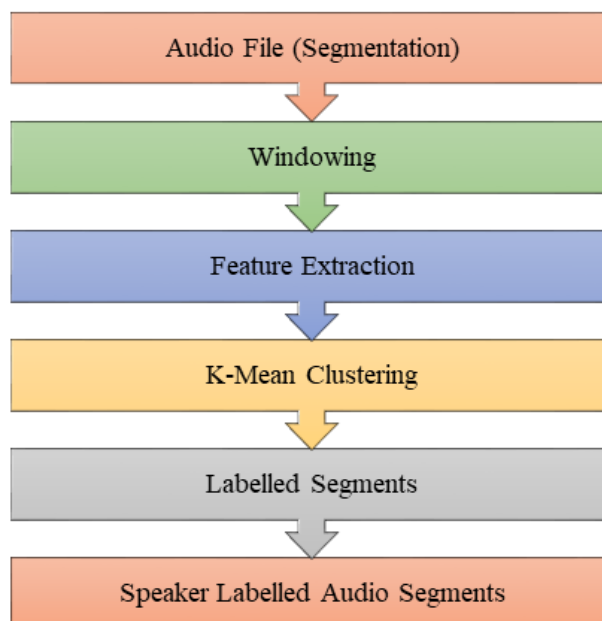 Audio File (Segmentation)
Windowing
Feature Extraction
K-Mean Clustering
Labelled Segments
Speaker Labelled Audio Segments